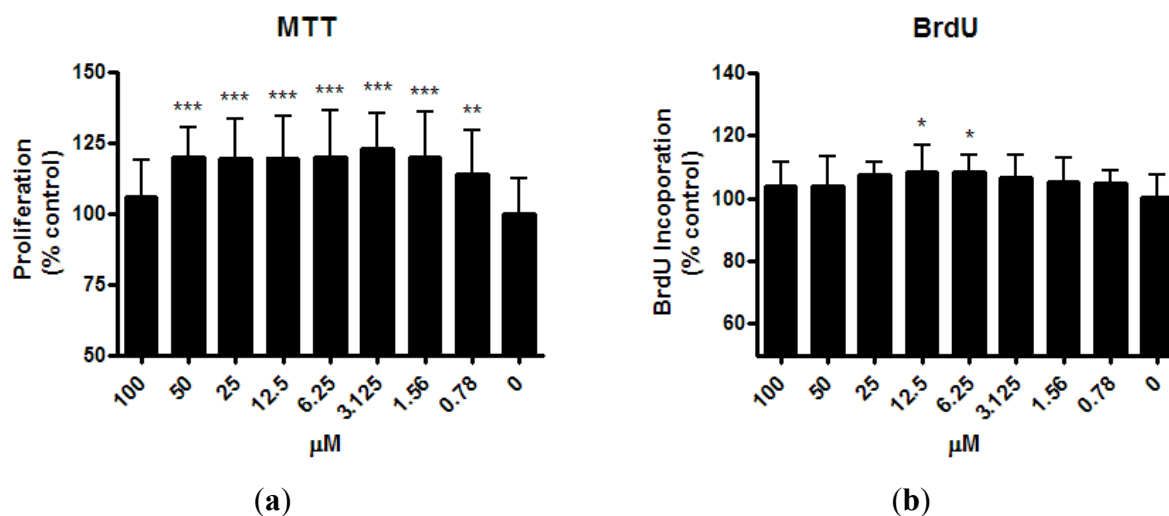 MTT
Proliferation
(% control)
150
125
100
75
50
*** *** *** *** *** *** **
100 50 25 12.5 6.25 3.125 1.56 0.78 0
μM
(a)
BrdU
BrdU Incoporation
(% control)
140
120
100
80
60
* *
100 50 25 12.5 6.25 3.125 1.56 0.78 0
μM
(b)